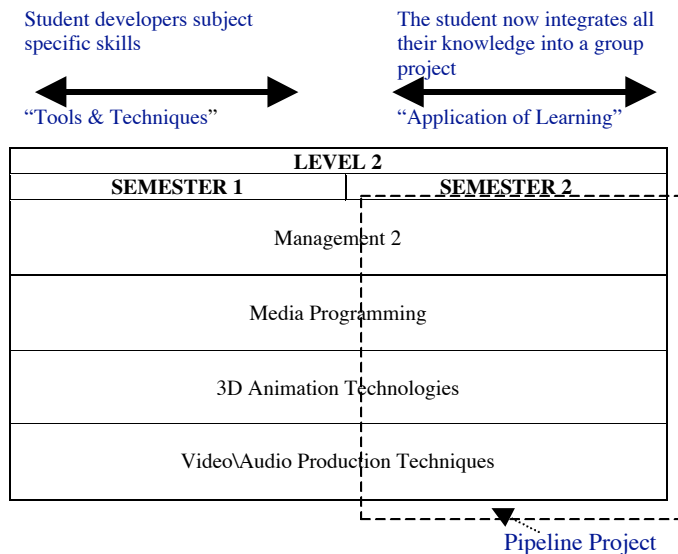 Student developers subject
specific skills
“Tools & Techniques”
The student now integrates all
their knowledge into a group
project
“Application of Learning”
LEVEL 2
SEMESTER 1
SEMESTER 2
Management 2
Media Programming
3D Animation Technologies
Video\Audio Production Techniques
Pipeline Project